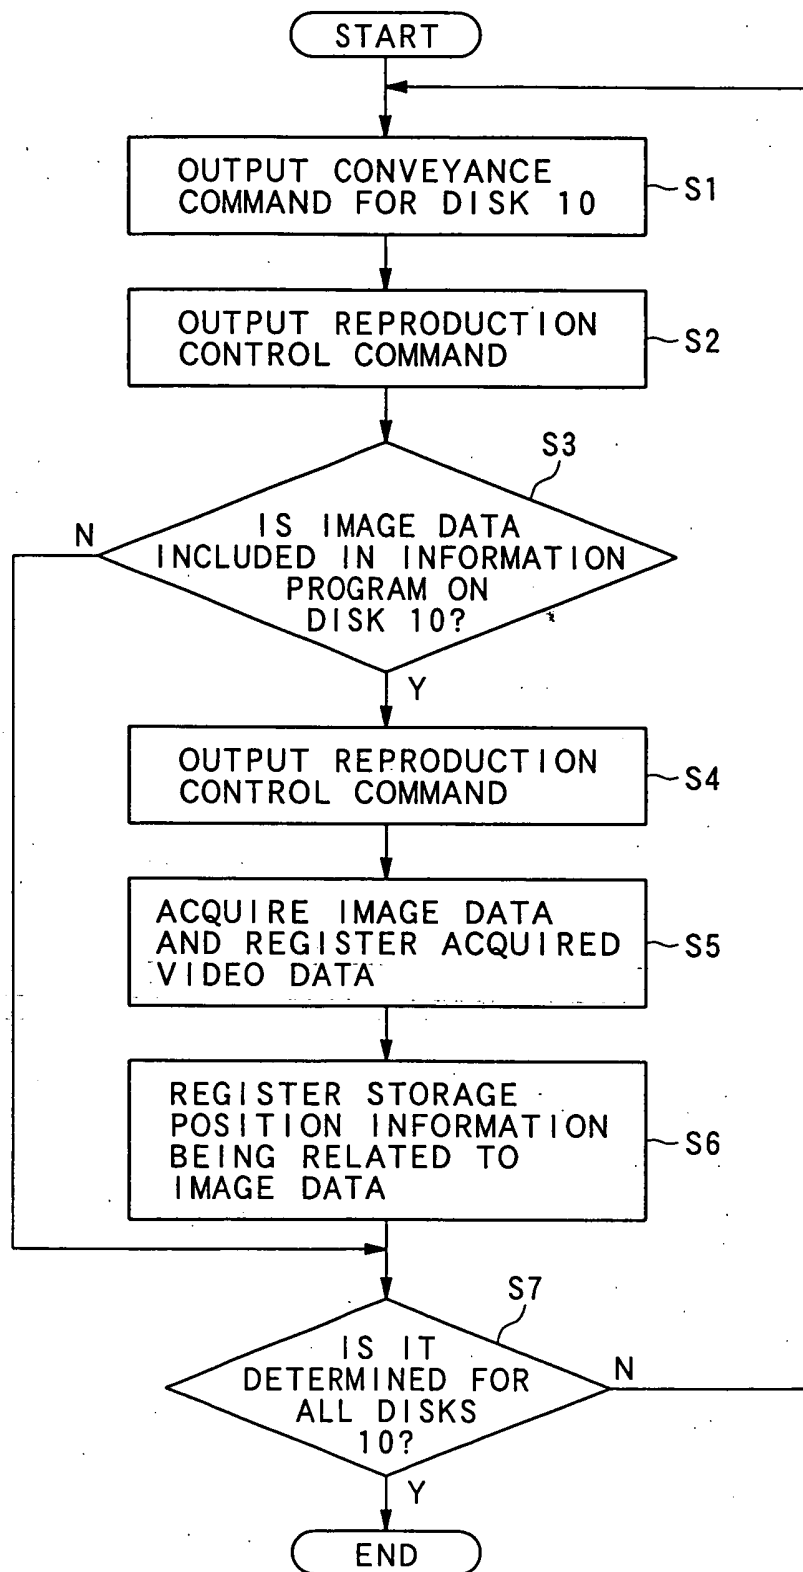 START
OUTPUT CONVEYANCE
COMMAND FOR DISK 10
S1
OUTPUT REPRODUCTION
CONTROL COMMAND
S2
S3
N
IS IMAGE DATA
INCLUDED IN INFORMATION
PROGRAM ON
DISK 10?
Y
OUTPUT REPRODUCTION
CONTROL COMMAND
S4
ACQUIRE IMAGE DATA
AND REGISTER ACQUIRED
VIDEO DATA
S5
REGISTER STORAGE
POSITION INFORMATION
BEING RELATED TO
IMAGE DATA
S6
S7
IS IT
DETERMINED FOR
ALL DISKS
10?
N
Y
END